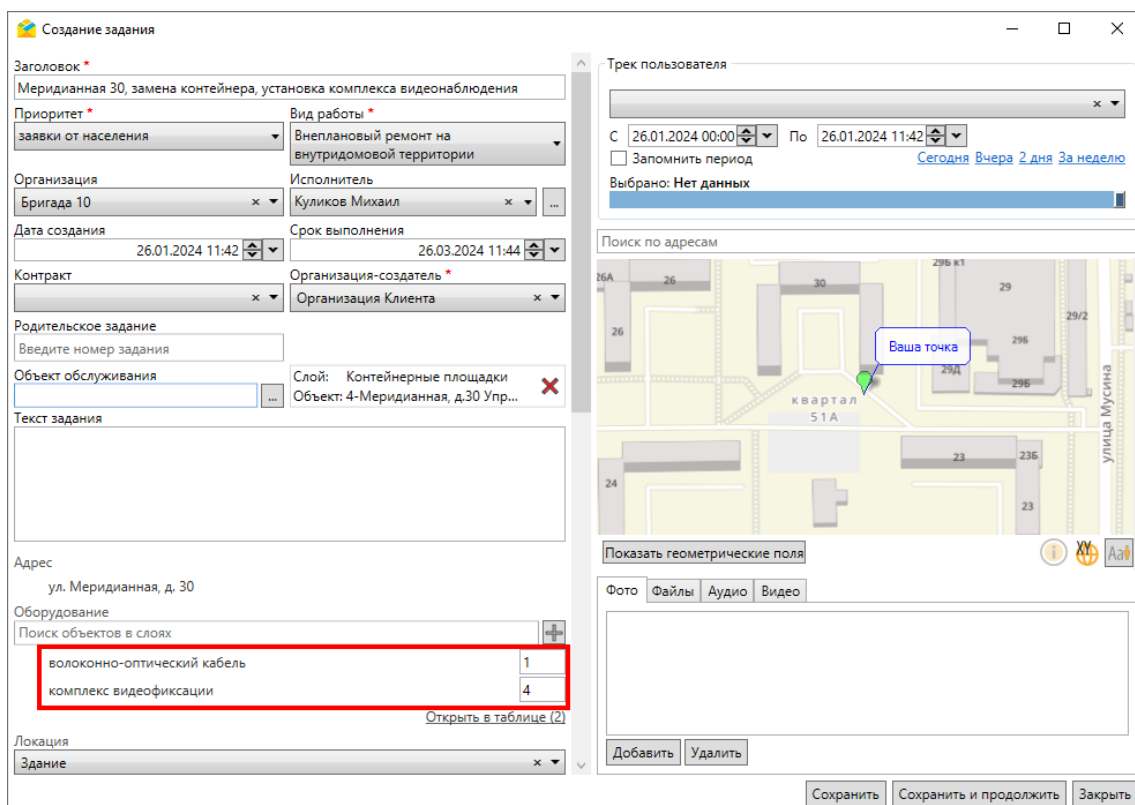 Создание задания
Заголовок *
Меридианная 30, замена контейнера, установка комплекса видеонаблюдения
Приоритет * Вид работы *
заявки от населения
Внеплановый ремонт на
внутридомовой территории
Организация Исполнитель
Бригада 10 Куликов Михаил ...
Дата создания Срок выполнения
26.01.2024 11:42 26.03.2024 11:44
Контракт Организация-создатель *
Организация Клиента
Родительское задание
Введите номер задания
Объект обслуживания
...
Слой: Контейнерные площадки
Объект: 4-Меридианная, д.30 Упр...
Текст задания
Адрес
ул. Меридианная, д. 30
Оборудование
Поиск объектов в слоях
волоконно-оптический кабель 1
комплекс видеофиксации 4
Открыть в таблице (2)
Локация
Здание
Трек пользователя
С 26.01.2024 00:00 По 26.01.2024 11:42
Запомнить период Сегодня Вчера 2 дня За неделю
Выбрано: Нет данных
Поиск по адресам
29Б к1
26А 26 30 29
29/2
26 29Б
Ваша точка
29Д 29Б
квартал
51А
улица Мусина
23 23Б
24
23
Показать геометрические поля
i XY Аа
Фото Файлы Аудио Видео
Добавить Удалить
Сохранить Сохранить и продолжить Закрыть